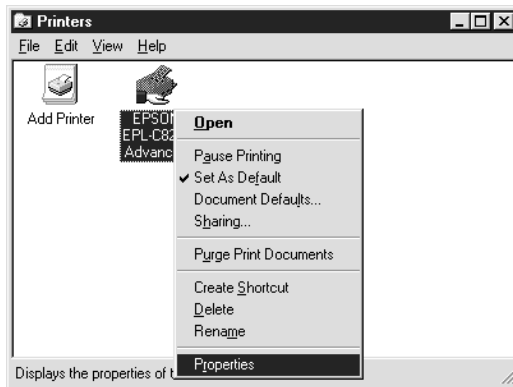 Printers
File Edit View Help
Add Printer
EPSON
EPL-C82
Advanc
Open
Pause Printing
Set As Default
Document Defaults...
Sharing...
Purge Print Documents
Create Shortcut
Delete
Rename
Properties
Displays the properties of t